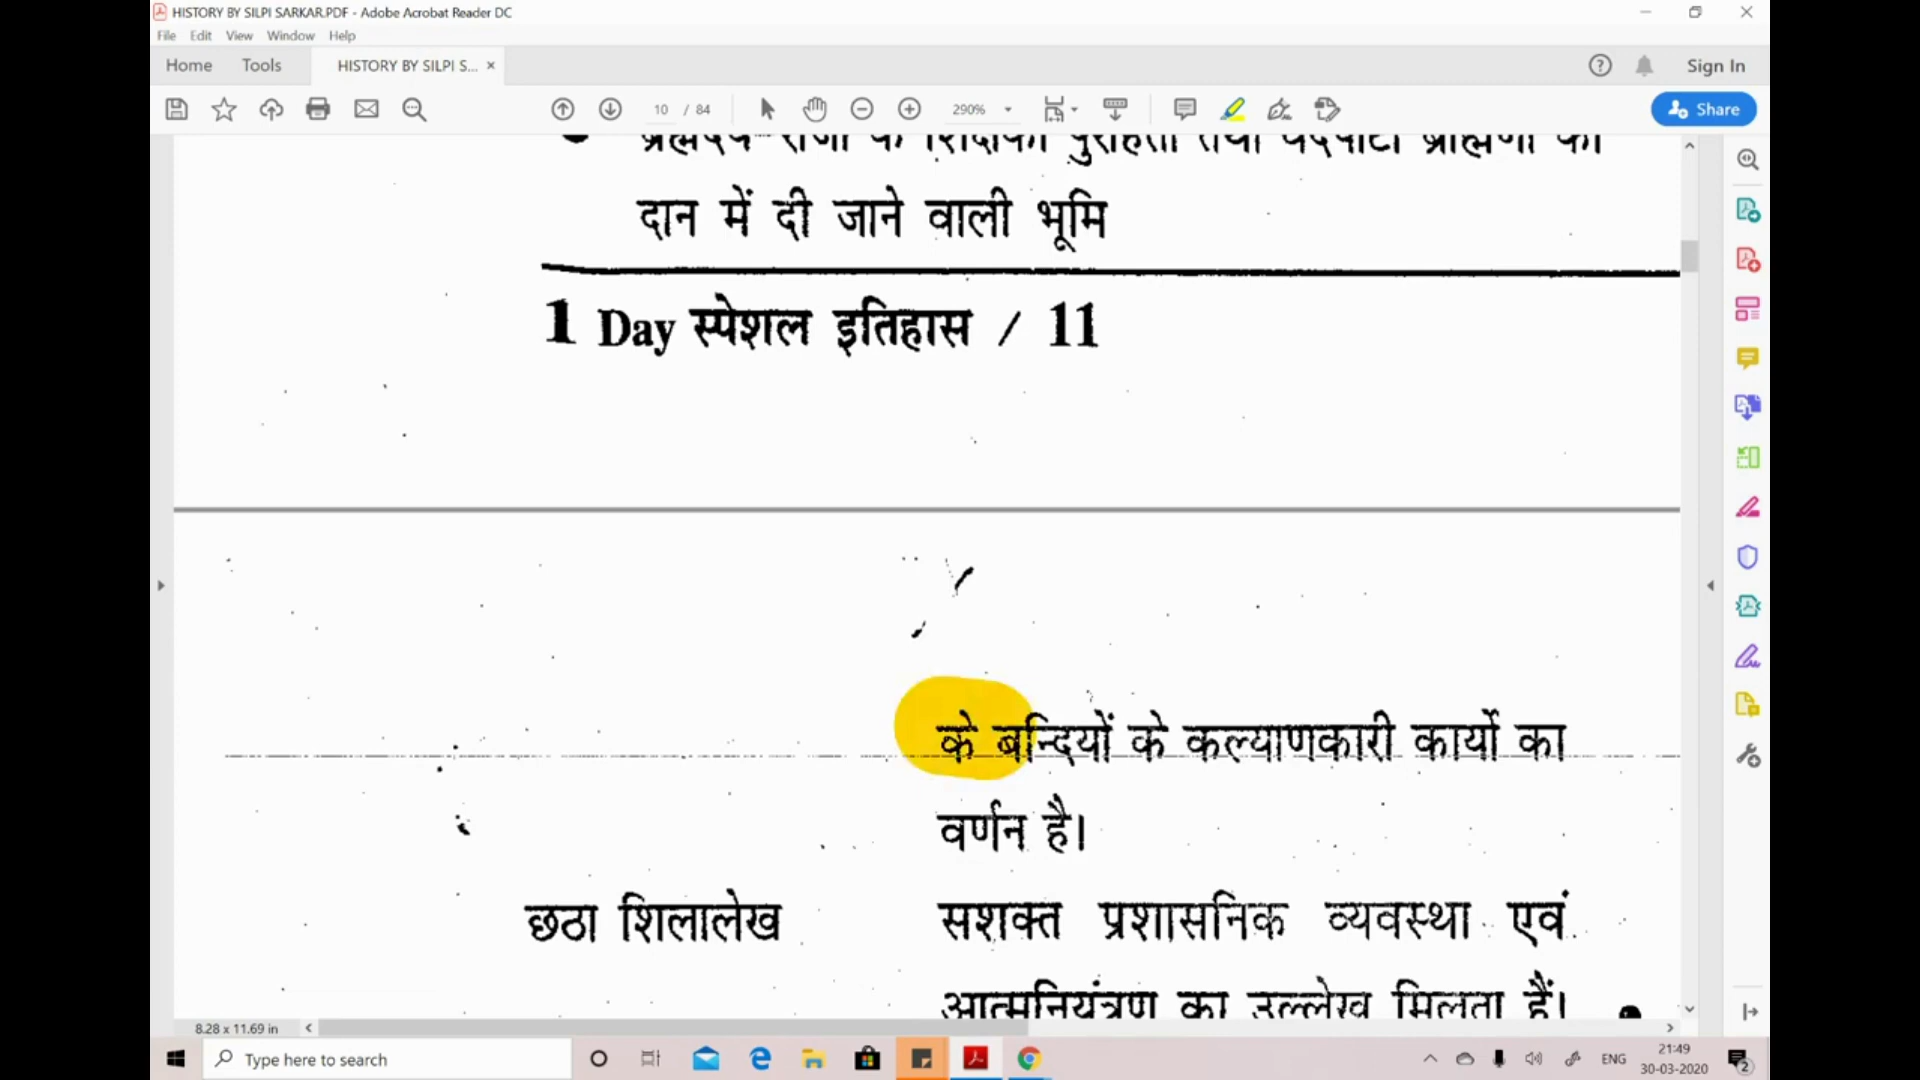 HISTORY BY SILPI SARKAR.PDF - Adobe Acrobat Reader DC
File Edit View Window Help
Home Tools HISTORY BY SILPI S... × Sign In
10 / 84 290% Share
दान में दी जाने वाली भूमि
1 Day स्पेशल इतिहास / 11
के बन्दियों के कल्याणकारी कार्यो का
वर्णन है।
छठा शिलालेख सशक्त प्रशासनिक व्यवस्था एवं
आत्मनियंत्रण का उल्लेख मिलता हैं।
8.28 x 11.69 in
Type here to search ENG 21:49
30-03-2020 2